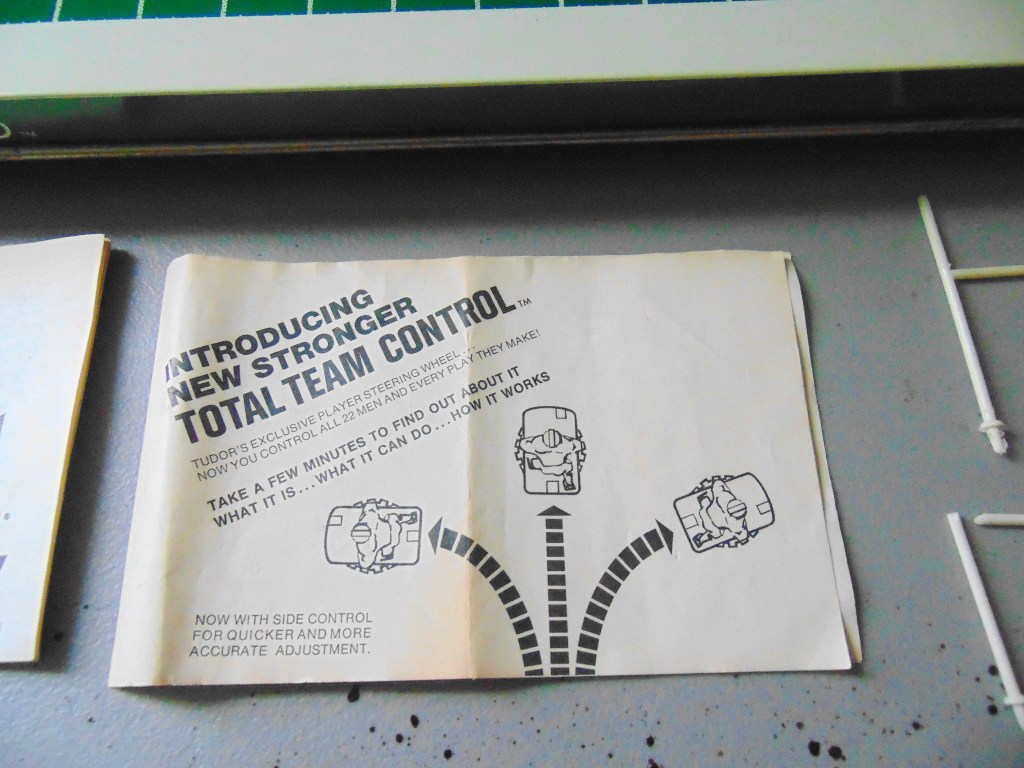 INTRODUCING
NEW STRONGER
TOTAL TEAM CONTROL™
TUDOR'S EXCLUSIVE PLAYER STEERING WHEEL...
NOW YOU CONTROL ALL 22 MEN AND EVERY PLAY THEY MAKE!
TAKE A FEW MINUTES TO FIND OUT ABOUT IT
WHAT IT IS...WHAT IT CAN DO...HOW IT WORKS
NOW WITH SIDE CONTROL
FOR QUICKER AND MORE
ACCURATE ADJUSTMENT.